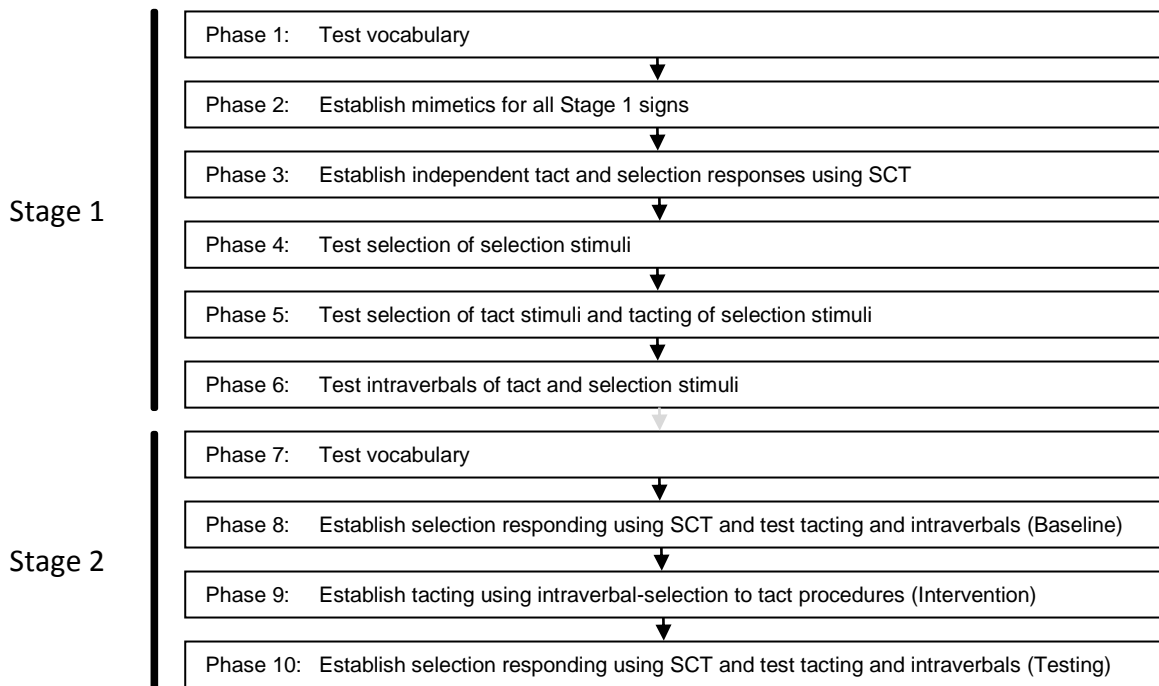 Phase 1: Test vocabulary
Phase 2: Establish mimetics for all Stage 1 signs
Phase 3: Establish independent tact and selection responses using SCT
Stage 1
Phase 4: Test selection of selection stimuli
Phase 5: Test selection of tact stimuli and tacting of selection stimuli
Phase 6: Test intraverbals of tact and selection stimuli
Phase 7: Test vocabulary
Phase 8: Establish selection responding using SCT and test tacting and intraverbals (Baseline)
Stage 2
Phase 9: Establish tacting using intraverbal-selection to tact procedures (Intervention)
Phase 10: Establish selection responding using SCT and test tacting and intraverbals (Testing)